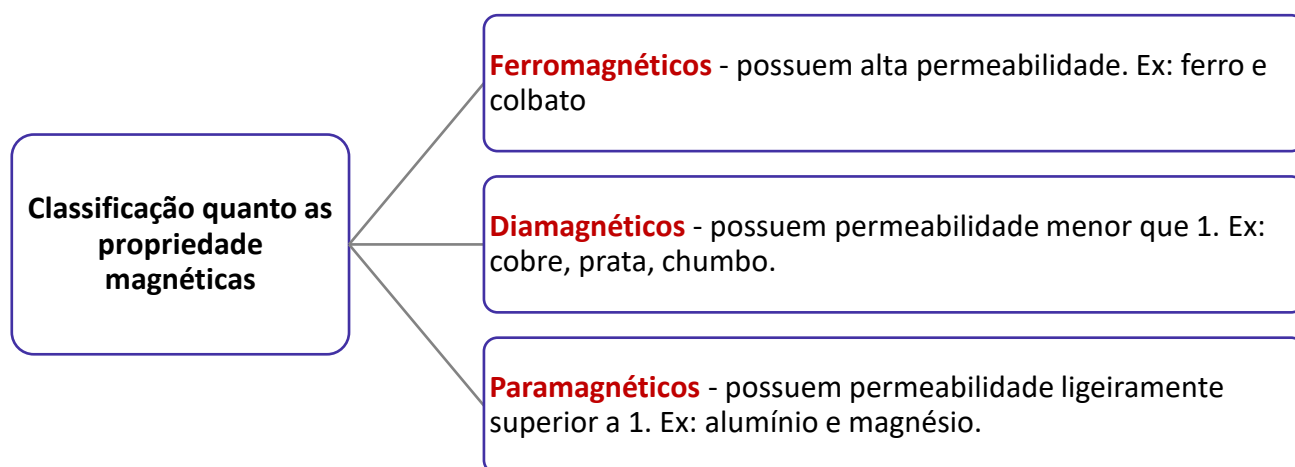 Ferromagnéticos - possuem alta permeabilidade. Ex: ferro e
colbato
Classificação quanto as
propriedade
magnéticas
Diamagnéticos - possuem permeabilidade menor que 1. Ex:
cobre, prata, chumbo.
Paramagnéticos - possuem permeabilidade ligeiramente
superior a 1. Ex: alumínio e magnésio.